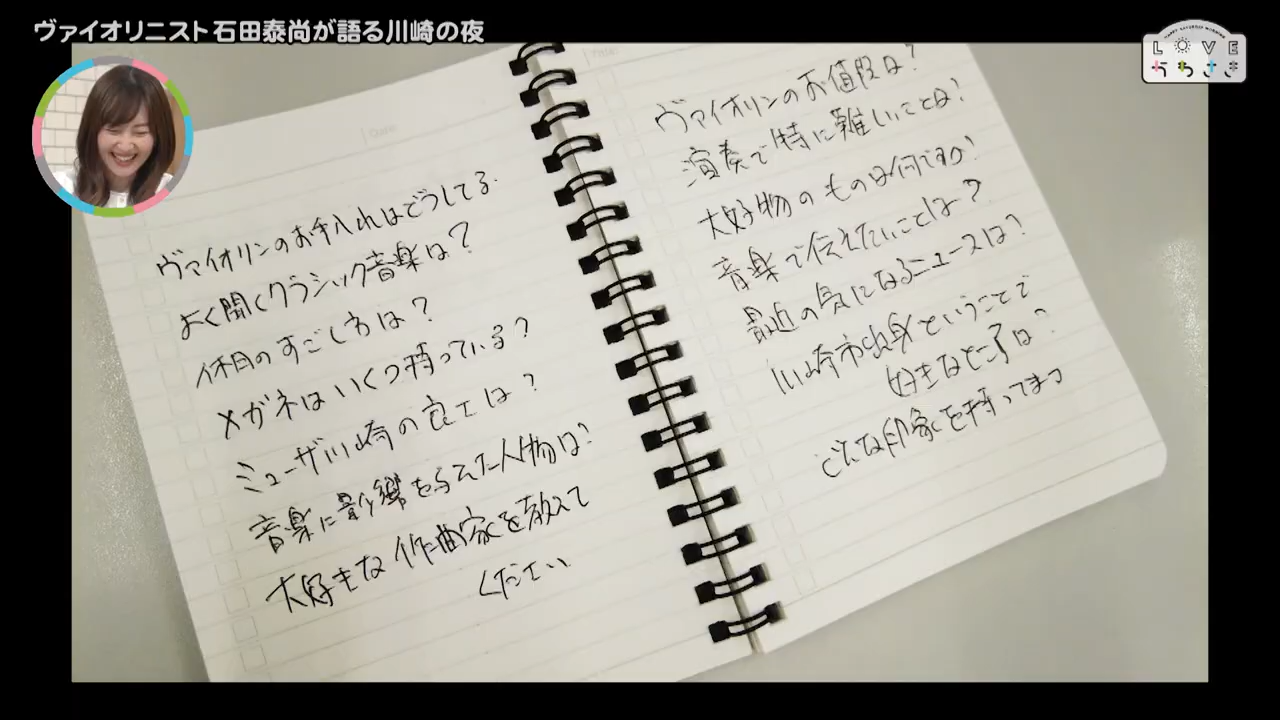 ヴァイオリニスト石田泰尚が語る川崎の夜
HAPPY SATURDAY MORNING
LOVE
かわさき
Date
ヴァイオリンのお手入れはどうしてる.
よく聞くクラシック音楽は?
休日のすごし方は?
メガネはいくつ持っている?
ミューザ川崎の良さは?
音楽に影響を与えた人物は?
大好きな作曲家を教えて
ください
ヴァイオリンのお値段は?
演奏で特に難しいことは?
大好物のものは何ですか?
音楽で伝えたいことは?
最近の気になるニュースは?
川崎市出身ということで
好きなところは?
どんな印象を持ってます